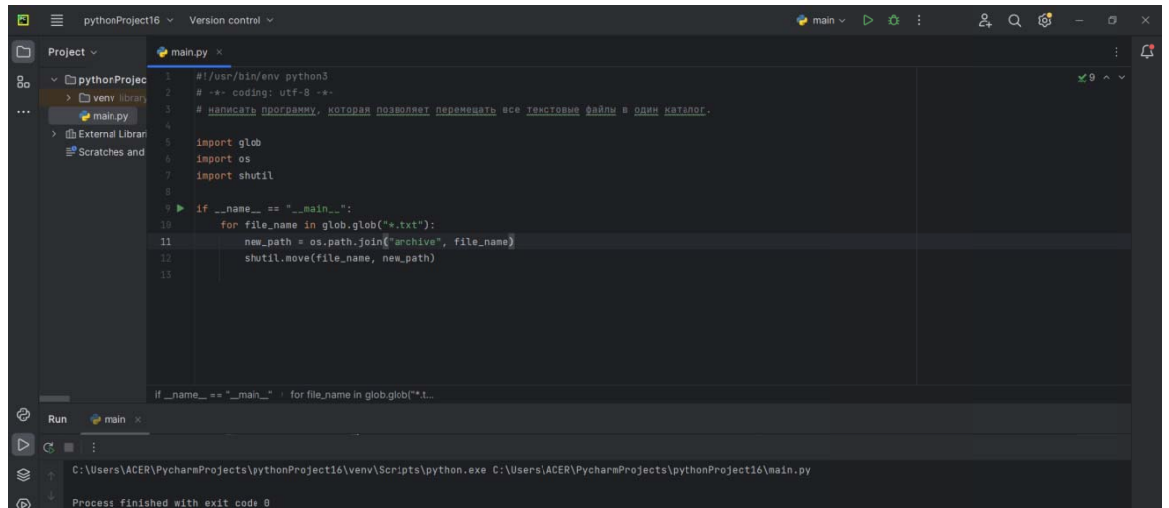 pythonProject16 Version control main
Project main.py
pythonProjec
venv library
main.py
External Librari
Scratches and
9
1 #!/usr/bin/env python3
2 # -*- coding: utf-8 -*-
3 # написать программу, которая позволяет перемещать все текстовые файлы в один каталог.
4
5 import glob
6 import os
7 import shutil
8
9 if __name__ == "__main__":
10 for file_name in glob.glob("*.txt"):
11 new_path = os.path.join("archive", file_name)
12 shutil.move(file_name, new_path)
13
if __name__ == "__main__" › for file_name in glob.glob("*.t...
Run main
C:\Users\ACER\PycharmProjects\pythonProject16\venv\Scripts\python.exe C:\Users\ACER\PycharmProjects\pythonProject16\main.py
Process finished with exit code 0